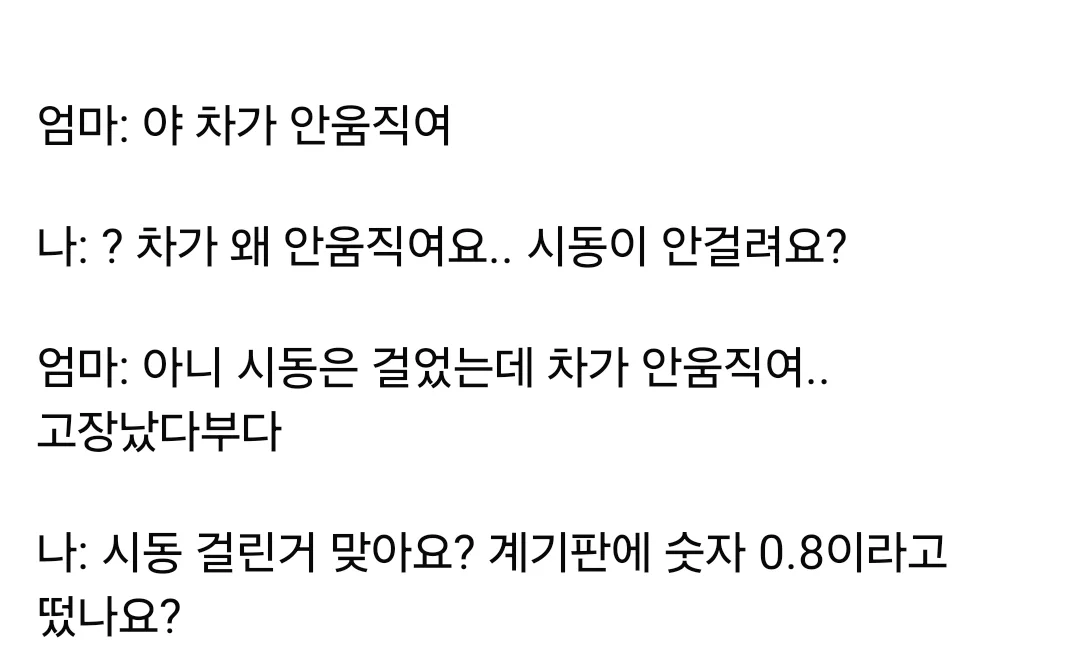 엄마: 야 차가 안움직여
나: ? 차가 왜 안움직여요.. 시동이 안걸려요?
엄마: 아니 시동은 걸었는데 차가 안움직여..
고장났다부다
나: 시동 걸린거 맞아요? 계기판에 숫자 0.8이라고
떴나요?